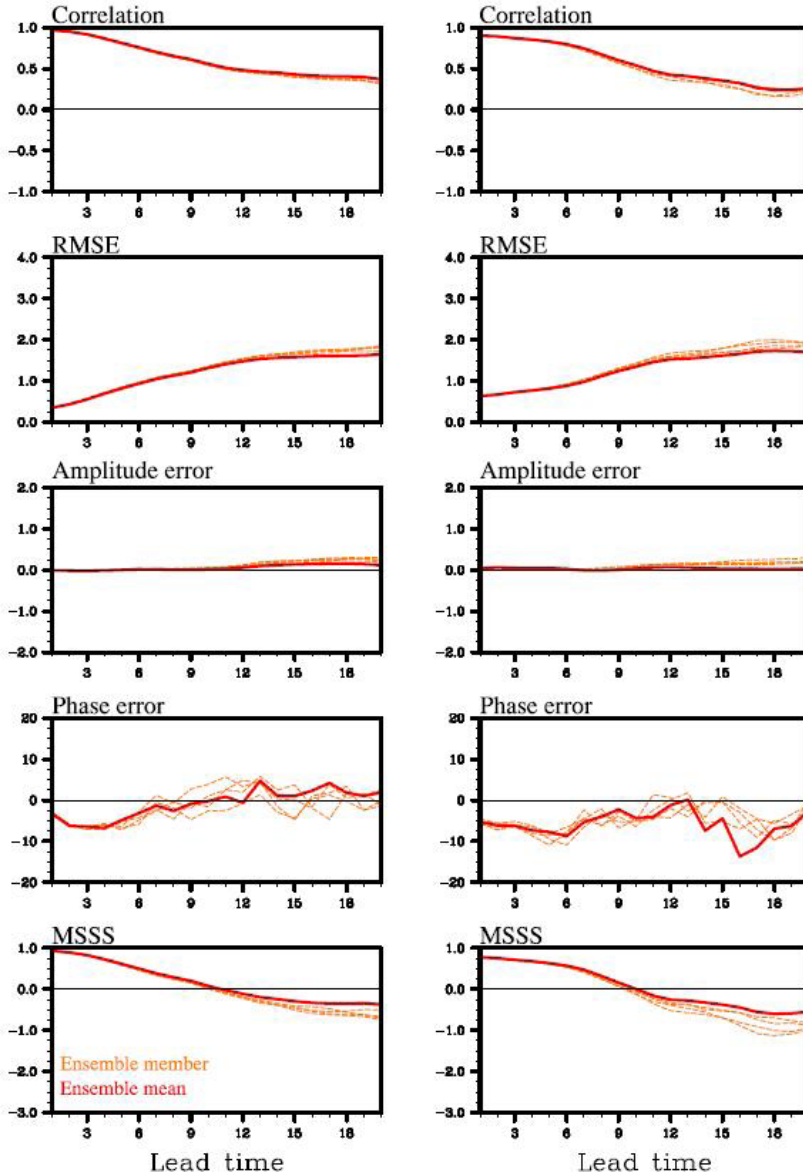 Correlation
1.0
0.5
0.0
−0.5
−1.0
3 6 9 12 15 18
Correlation
1.0
0.5
0.0
−0.5
−1.0
3 6 9 12 15 18
RMSE
4.0
3.0
2.0
1.0
0.0
3 6 9 12 15 18
RMSE
4.0
3.0
2.0
1.0
0.0
3 6 9 12 15 18
Amplitude error
2.0
1.0
0.0
−1.0
−2.0
3 6 9 12 15 18
Amplitude error
2.0
1.0
0.0
−1.0
−2.0
3 6 9 12 15 18
Phase error
20
10
0
−10
−20
3 6 9 12 15 18
Phase error
20
10
0
−10
−20
3 6 9 12 15 18
MSSS
1.0
0.0
−1.0
−2.0
−3.0
Ensemble member
Ensemble mean
3 6 9 12 15 18
Lead time
MSSS
1.0
0.0
−1.0
−2.0
−3.0
3 6 9 12 15 18
Lead time